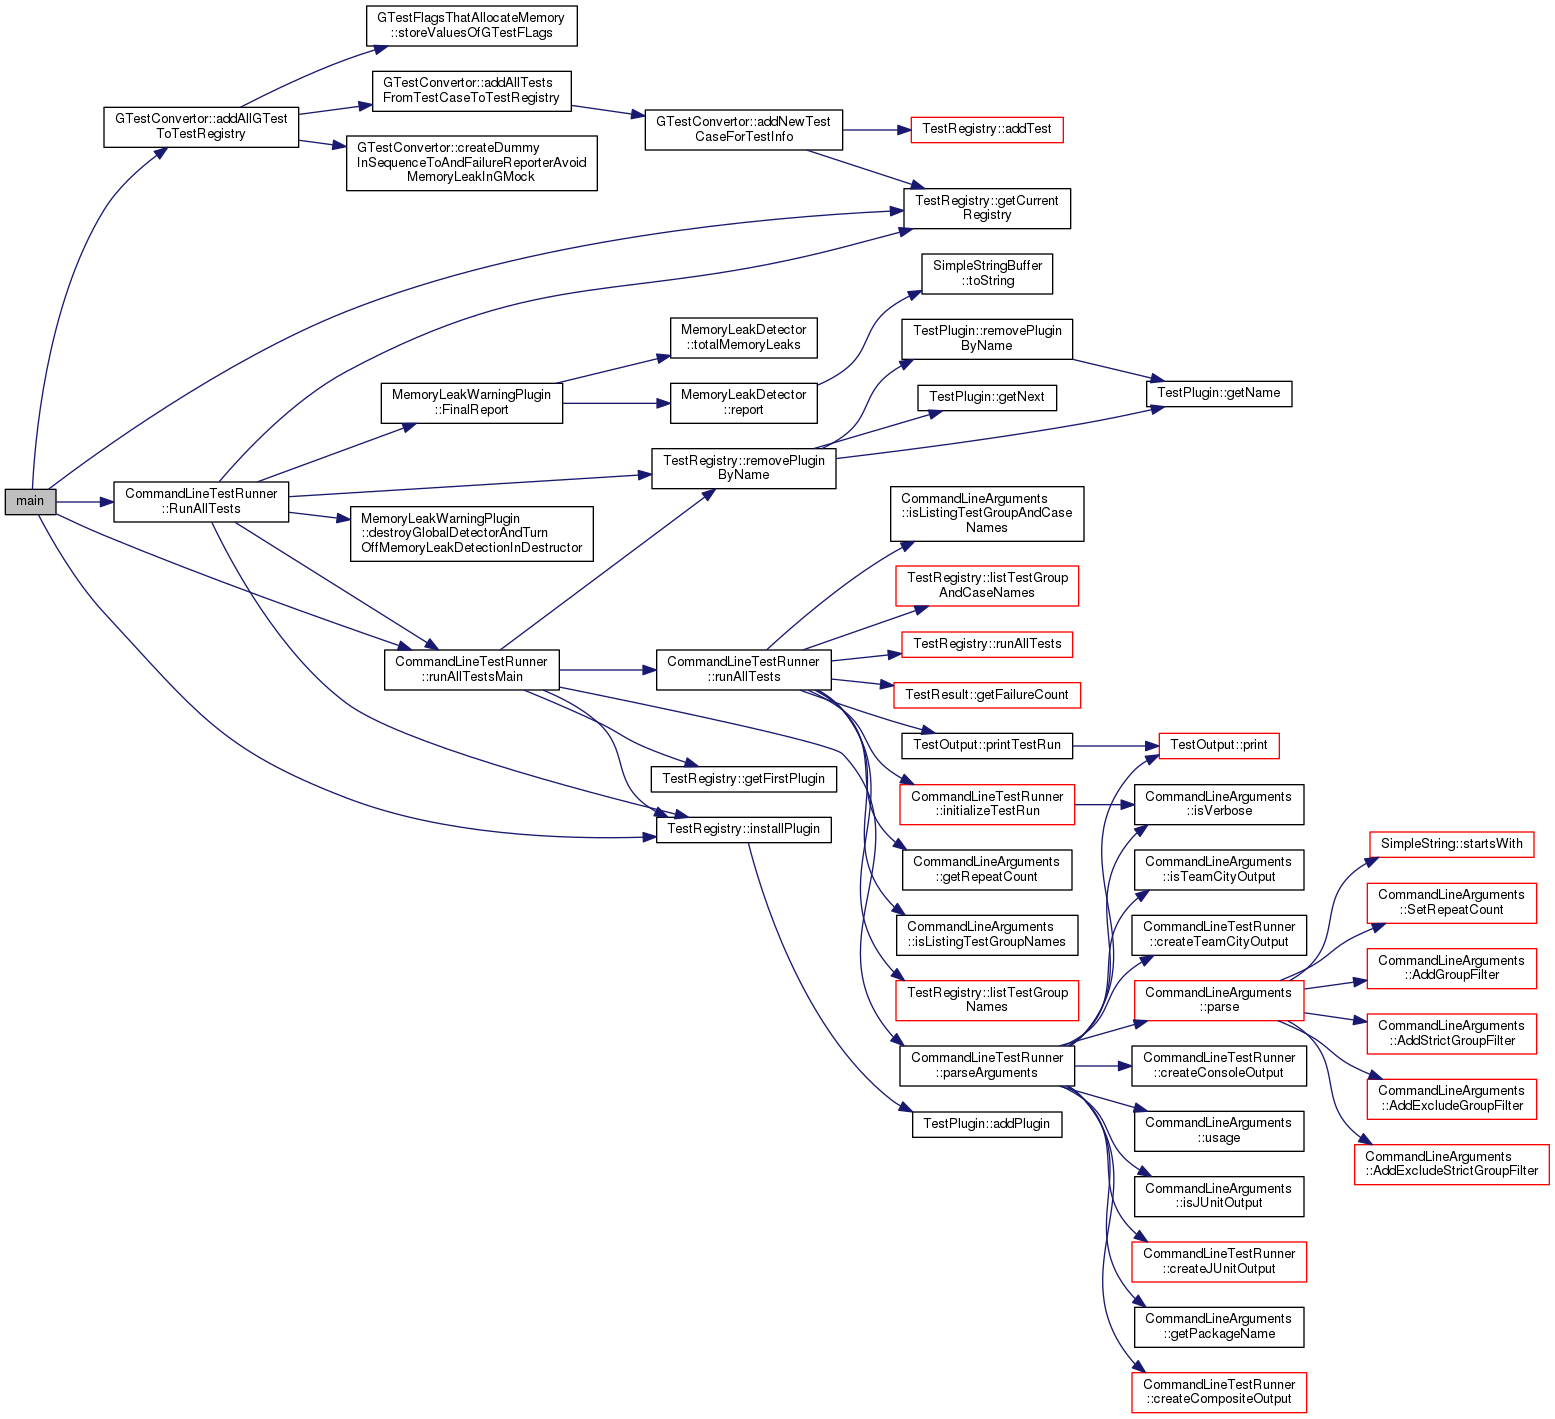 GTestFlagsThatAllocateMemory
::storeValuesOfGTestFLags
GTestConvertor::addAllTests
FromTestCaseToTestRegistry
GTestConvertor::addAllGTest
ToTestRegistry
GTestConvertor::addNewTest
CaseForTestInfo
TestRegistry::addTest
GTestConvertor::createDummy
InSequenceToAndFailureReporterAvoid
MemoryLeakInGMock
TestRegistry::getCurrent
Registry
SimpleStringBuffer
::toString
MemoryLeakDetector
::totalMemoryLeaks
TestPlugin::removePlugin
ByName
TestPlugin::getName
MemoryLeakWarningPlugin
::FinalReport
MemoryLeakDetector
::report
TestPlugin::getNext
TestRegistry::removePlugin
ByName
main
CommandLineTestRunner
::RunAllTests
CommandLineArguments
::isListingTestGroupAndCase
Names
MemoryLeakWarningPlugin
::destroyGlobalDetectorAndTurn
OffMemoryLeakDetectionInDestructor
TestRegistry::listTestGroup
AndCaseNames
TestRegistry::runAllTests
CommandLineTestRunner
::runAllTestsMain
CommandLineTestRunner
::runAllTests
TestResult::getFailureCount
TestOutput::printTestRun
TestOutput::print
TestRegistry::getFirstPlugin
CommandLineTestRunner
::initializeTestRun
CommandLineArguments
::isVerbose
TestRegistry::installPlugin
SimpleString::startsWith
CommandLineArguments
::getRepeatCount
CommandLineArguments
::isTeamCityOutput
CommandLineArguments
::SetRepeatCount
CommandLineArguments
::isListingTestGroupNames
CommandLineTestRunner
::createTeamCityOutput
CommandLineArguments
::AddGroupFilter
TestRegistry::listTestGroup
Names
CommandLineArguments
::parse
CommandLineArguments
::AddStrictGroupFilter
CommandLineTestRunner
::parseArguments
CommandLineTestRunner
::createConsoleOutput
CommandLineArguments
::AddExcludeGroupFilter
TestPlugin::addPlugin
CommandLineArguments
::usage
CommandLineArguments
::AddExcludeStrictGroupFilter
CommandLineArguments
::isJUnitOutput
CommandLineTestRunner
::createJUnitOutput
CommandLineArguments
::getPackageName
CommandLineTestRunner
::createCompositeOutput